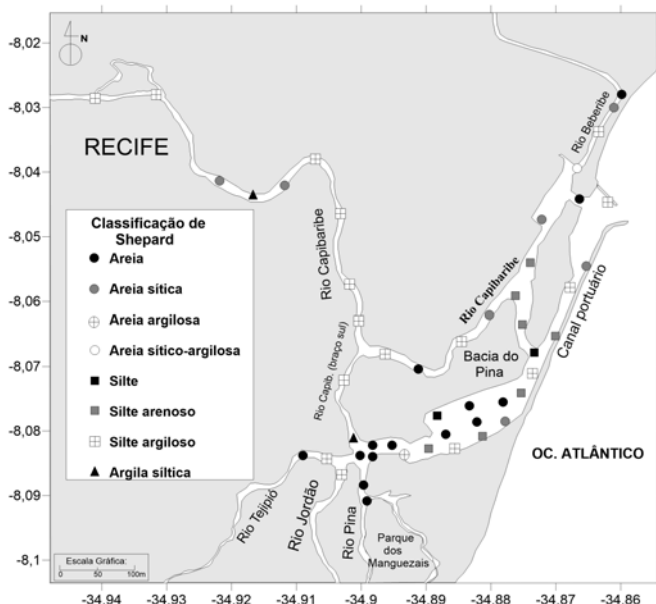 N
-8,02
-8,03
-8,04
-8,05
-8,06
-8,07
-8,08
-8,09
-8,1
RECIFE
Rio Beberibe
Classificação de
Shepard
Areia
Areia sítica
Areia argilosa
Areia sítico-argilosa
Silte
Silte arenoso
Silte argiloso
Argila síltica
Rio Capibaribe
Rio Capibaribe
Canal portuário
Rio Capib. (braço sul)
Bacia do
Pina
OC. ATLÂNTICO
Rio Tejipió
Rio Jordão
Rio Pina
Parque
dos
Manguezais
Escala Gráfica:
0 50 100m
-34.94 -34.93 -34.92 -34.91 -34.9 -34.89 -34.88 -34.87 -34.86